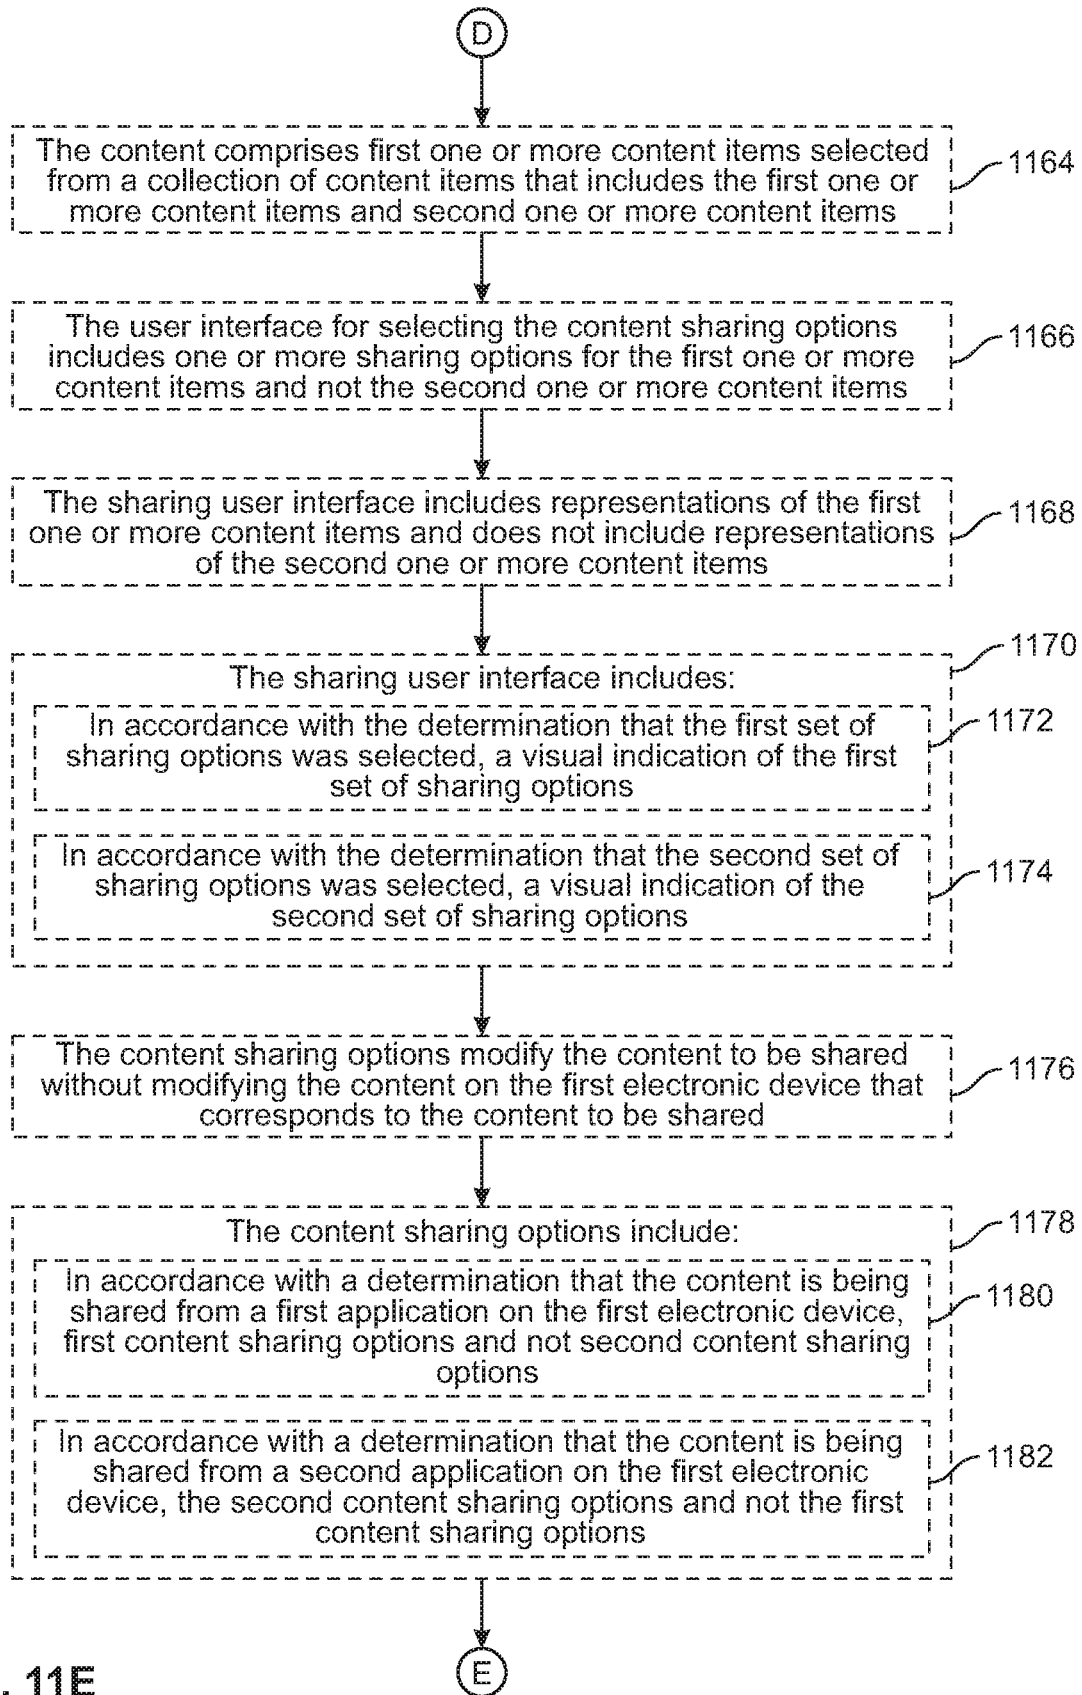 D
The content comprises first one or more content items selected
from a collection of content items that includes the first one or
more content items and second one or more content items
1164
The user interface for selecting the content sharing options
includes one or more sharing options for the first one or more
content items and not the second one or more content items
1166
The sharing user interface includes representations of the first
one or more content items and does not include representations
of the second one or more content items
1168
The sharing user interface includes:
1170
In accordance with the determination that the first set of
sharing options was selected, a visual indication of the first
set of sharing options
1172
In accordance with the determination that the second set of
sharing options was selected, a visual indication of the
second set of sharing options
1174
The content sharing options modify the content to be shared
without modifying the content on the first electronic device that
corresponds to the content to be shared
1176
The content sharing options include:
1178
In accordance with a determination that the content is being
shared from a first application on the first electronic device,
first content sharing options and not second content sharing
options
1180
In accordance with a determination that the content is being
shared from a second application on the first electronic
device, the second content sharing options and not the first
content sharing options
1182
E
. 11E